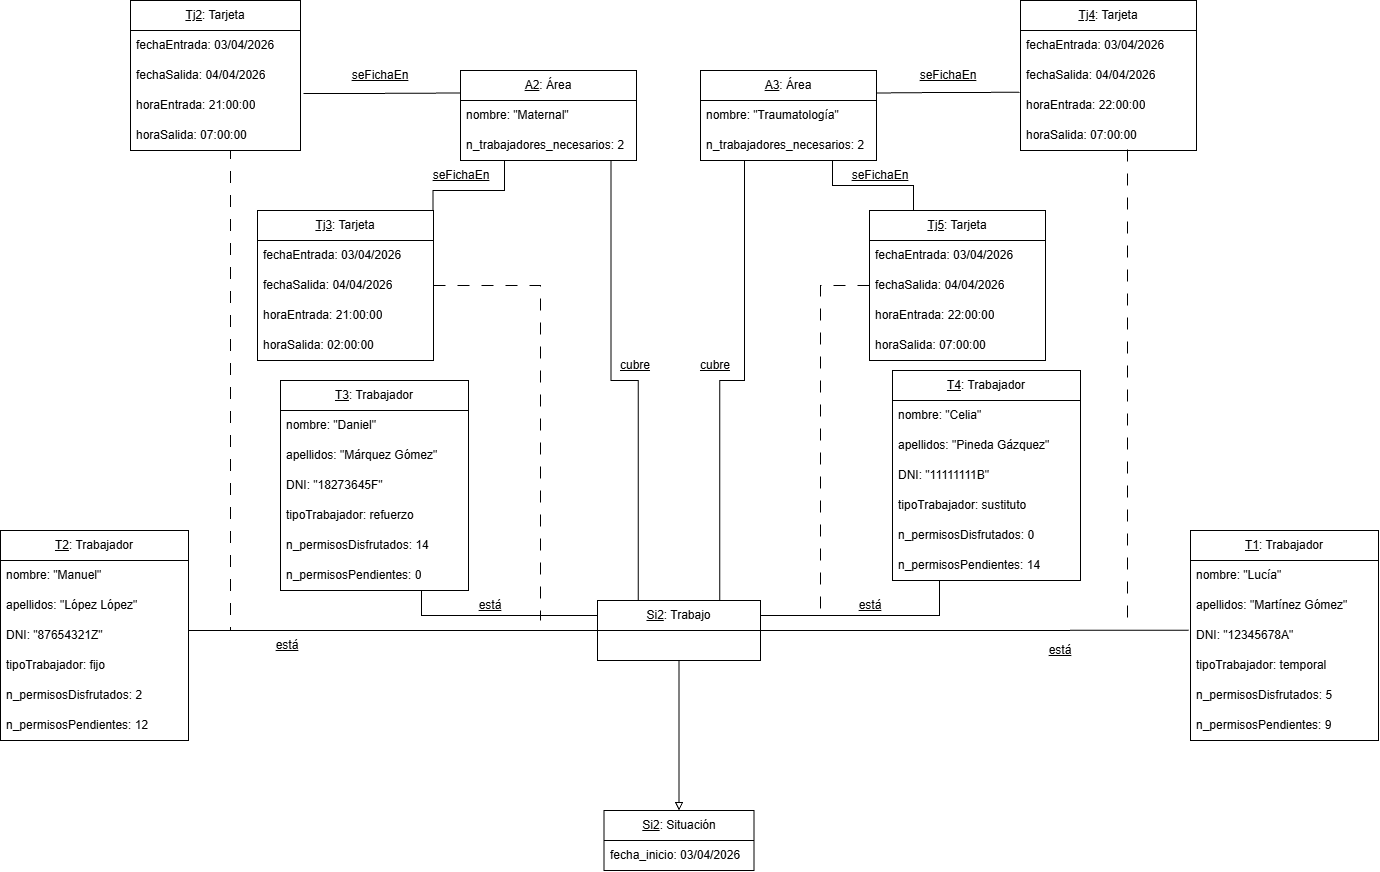 Tj2: Tarjeta
fechaEntrada: 03/04/2026
fechaSalida: 04/04/2026
horaEntrada: 21:00:00
horaSalida: 07:00:00
seFichaEn
A2: Área
nombre: "Maternal"
n_trabajadores_necesarios: 2
A3: Área
nombre: "Traumatología"
n_trabajadores_necesarios: 2
seFichaEn
Tj4: Tarjeta
fechaEntrada: 03/04/2026
fechaSalida: 04/04/2026
horaEntrada: 22:00:00
horaSalida: 07:00:00
seFichaEn
seFichaEn
Tj3: Tarjeta
fechaEntrada: 03/04/2026
fechaSalida: 04/04/2026
horaEntrada: 21:00:00
horaSalida: 02:00:00
Tj5: Tarjeta
fechaEntrada: 03/04/2026
fechaSalida: 04/04/2026
horaEntrada: 22:00:00
horaSalida: 07:00:00
cubre
cubre
T3: Trabajador
nombre: "Daniel"
apellidos: "Márquez Gómez"
DNI: "18273645F"
tipoTrabajador: refuerzo
n_permisosDisfrutados: 14
n_permisosPendientes: 0
T4: Trabajador
nombre: "Celia"
apellidos: "Pineda Gázquez"
DNI: "11111111B"
tipoTrabajador: sustituto
n_permisosDisfrutados: 0
n_permisosPendientes: 14
T2: Trabajador
nombre: "Manuel"
apellidos: "López López"
DNI: "87654321Z"
tipoTrabajador: fijo
n_permisosDisfrutados: 2
n_permisosPendientes: 12
está
está
Si2: Trabajo
está
está
T1: Trabajador
nombre: "Lucía"
apellidos: "Martínez Gómez"
DNI: "12345678A"
tipoTrabajador: temporal
n_permisosDisfrutados: 5
n_permisosPendientes: 9
Si2: Situación
fecha_inicio: 03/04/2026